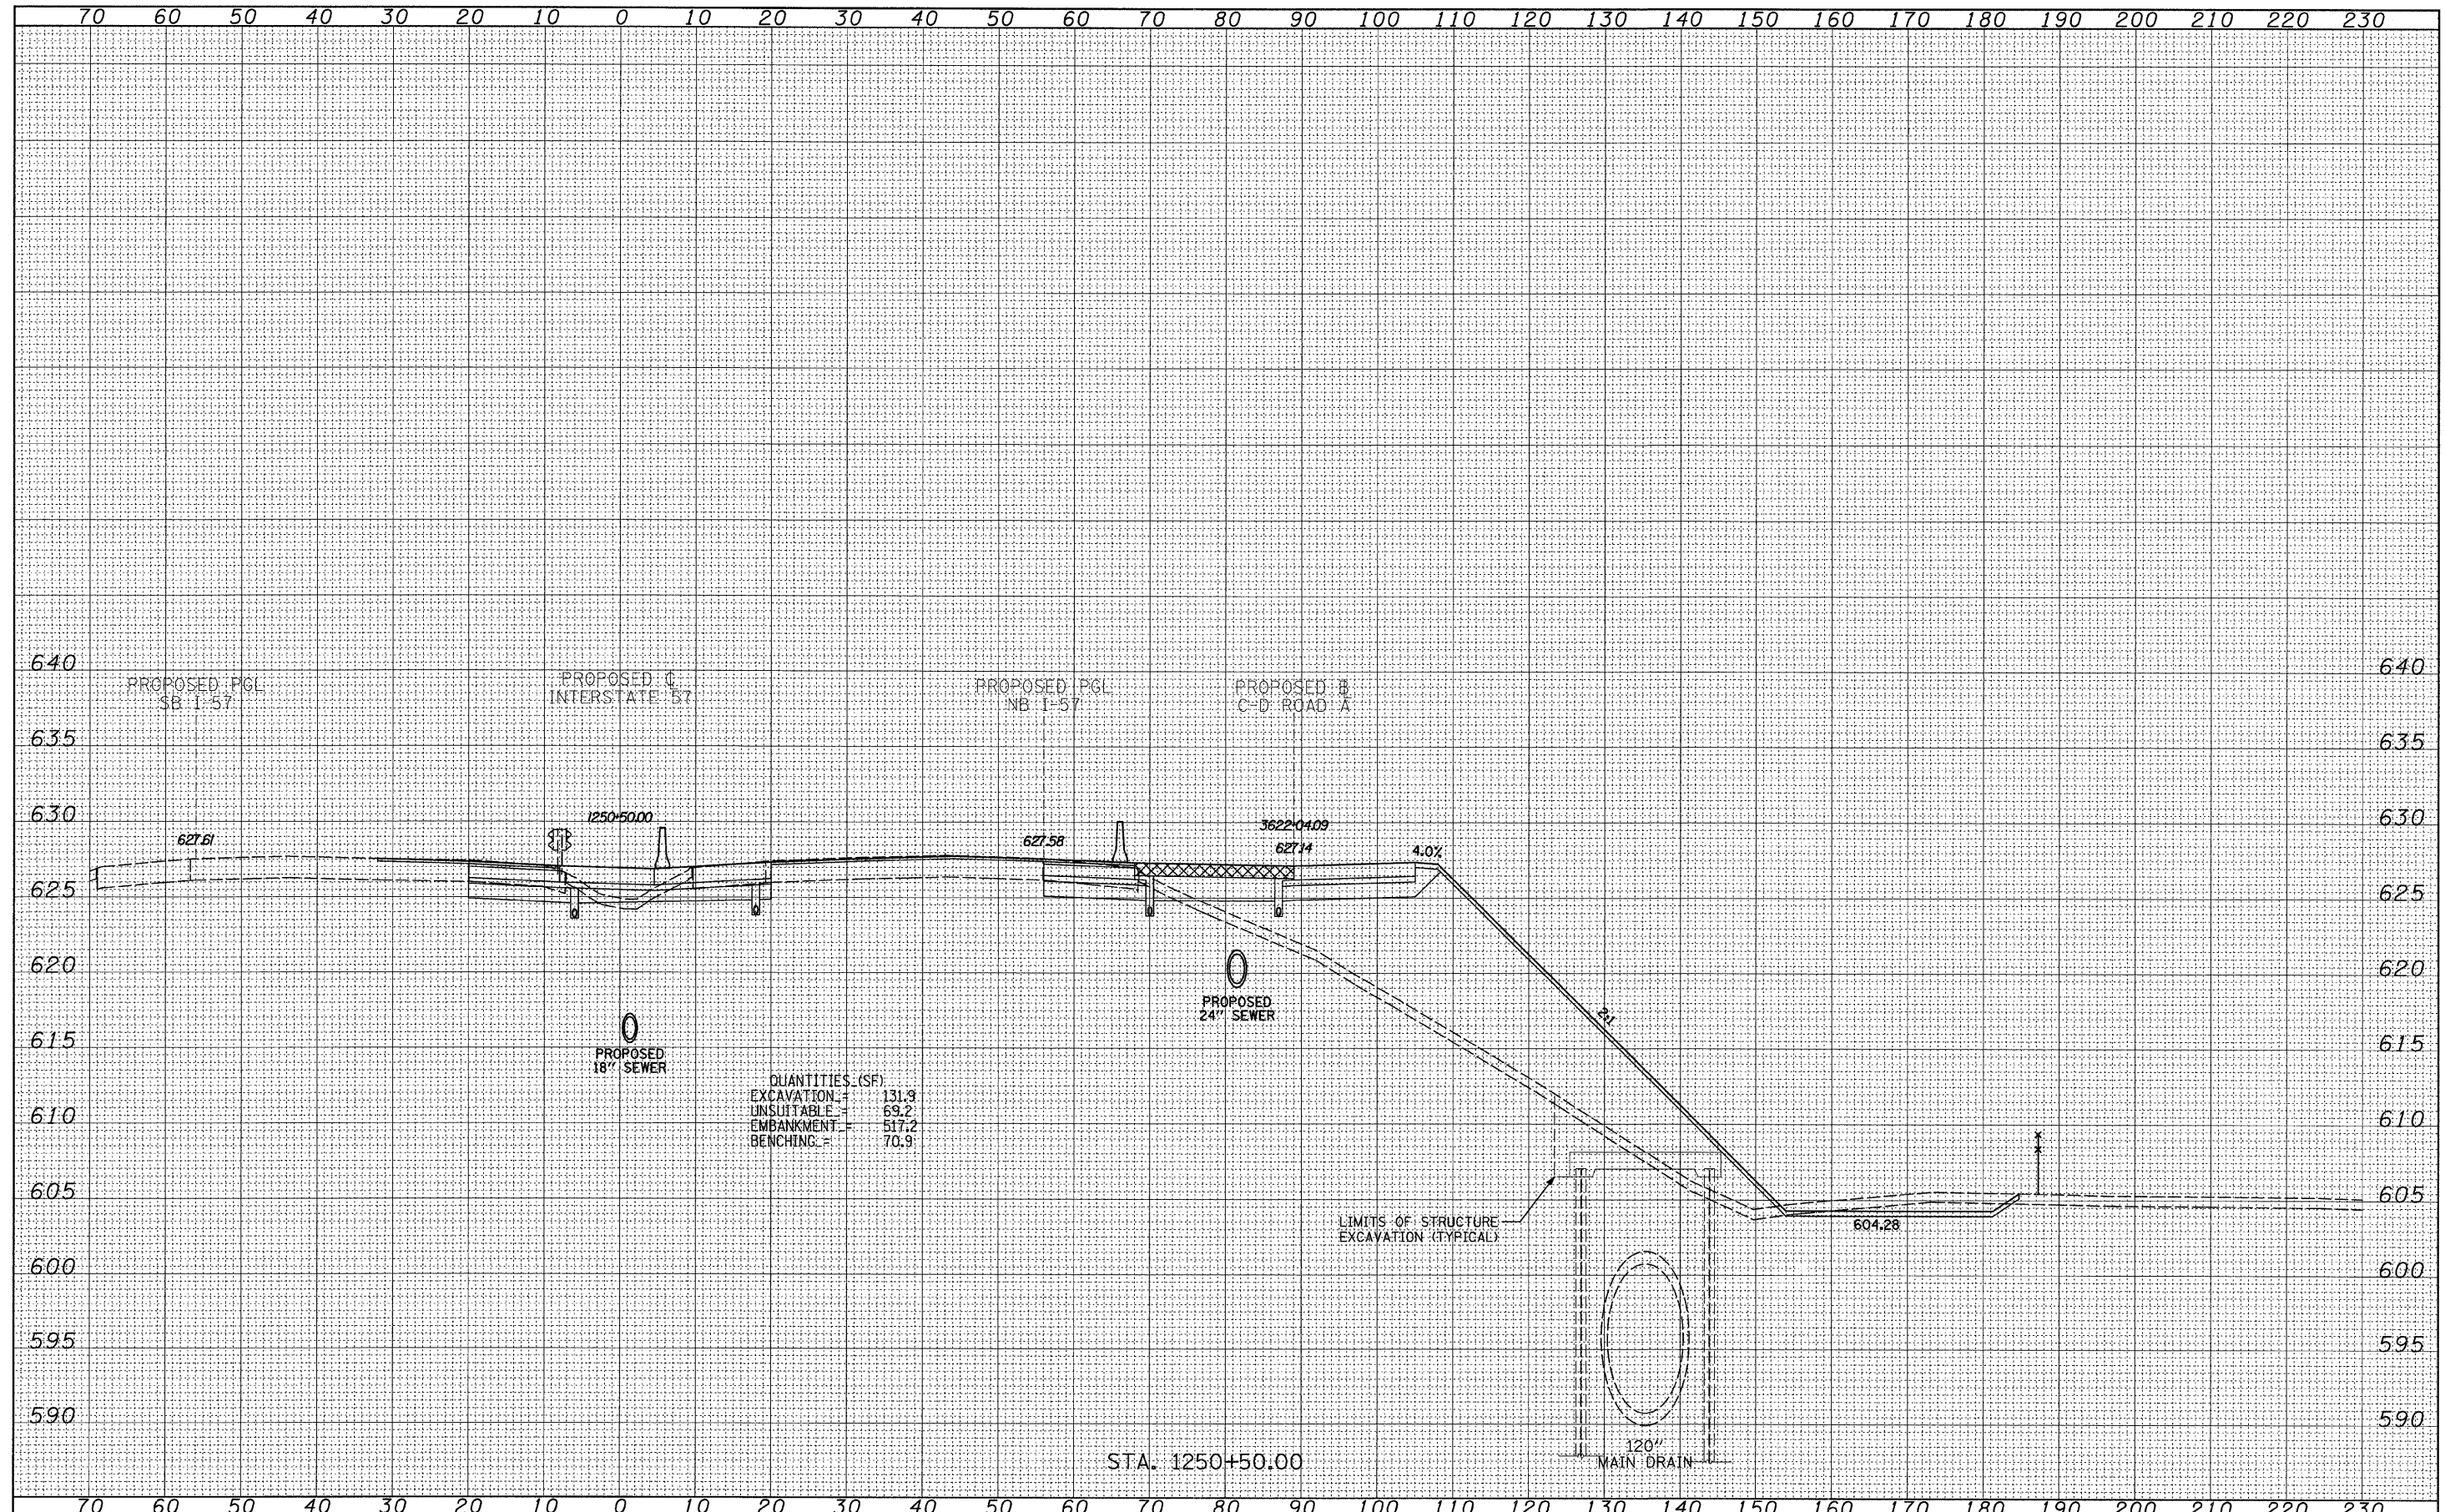 70 60 50 40 30 20 10 0 10 20 30 40 50 60 70 80 90 100 110 120 130 140 150 160 170 180 190 200 210 220 230
640 640
PROPOSED PGL
SB I-57
PROPOSED ℄
INTERSTATE 57
PROPOSED PGL
NB I-57
PROPOSED B
C-D ROAD A
635 635
630 630
627.61
1250+50.00
627.58
3622+04.09
627.14
4.0%
625 625
620 620
PROPOSED
24" SEWER
2:1
615 615
PROPOSED
18" SEWER
QUANTITIES (SF)
EXCAVATION = 131.9
UNSUITABLE = 69.2
EMBANKMENT = 517.2
BENCHING = 70.9
610 610
605 605
LIMITS OF STRUCTURE
EXCAVATION (TYPICAL)
604.28
600 600
595 595
590 590
120"
MAIN DRAIN
STA. 1250+50.00
70 60 50 40 30 20 10 0 10 20 30 40 50 60 70 80 90 100 110 120 130 140 150 160 170 180 190 200 210 220 230